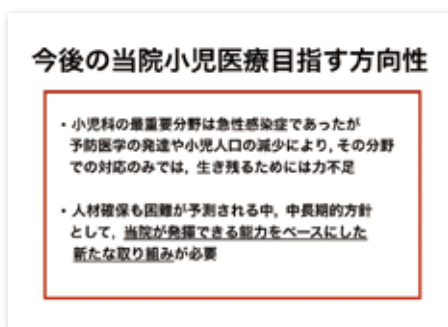 今後の当院小児医療目指す方向性
・小児科の最重要分野は急性感染症であったが
予防医学の発達や小児人口の減少により，その分野
での対応のみでは，生き残るためには力不足
・人材確保も困難が予測される中，中長期的方針
として，当院が発揮できる能力をベースにした
新たな取り組みが必要